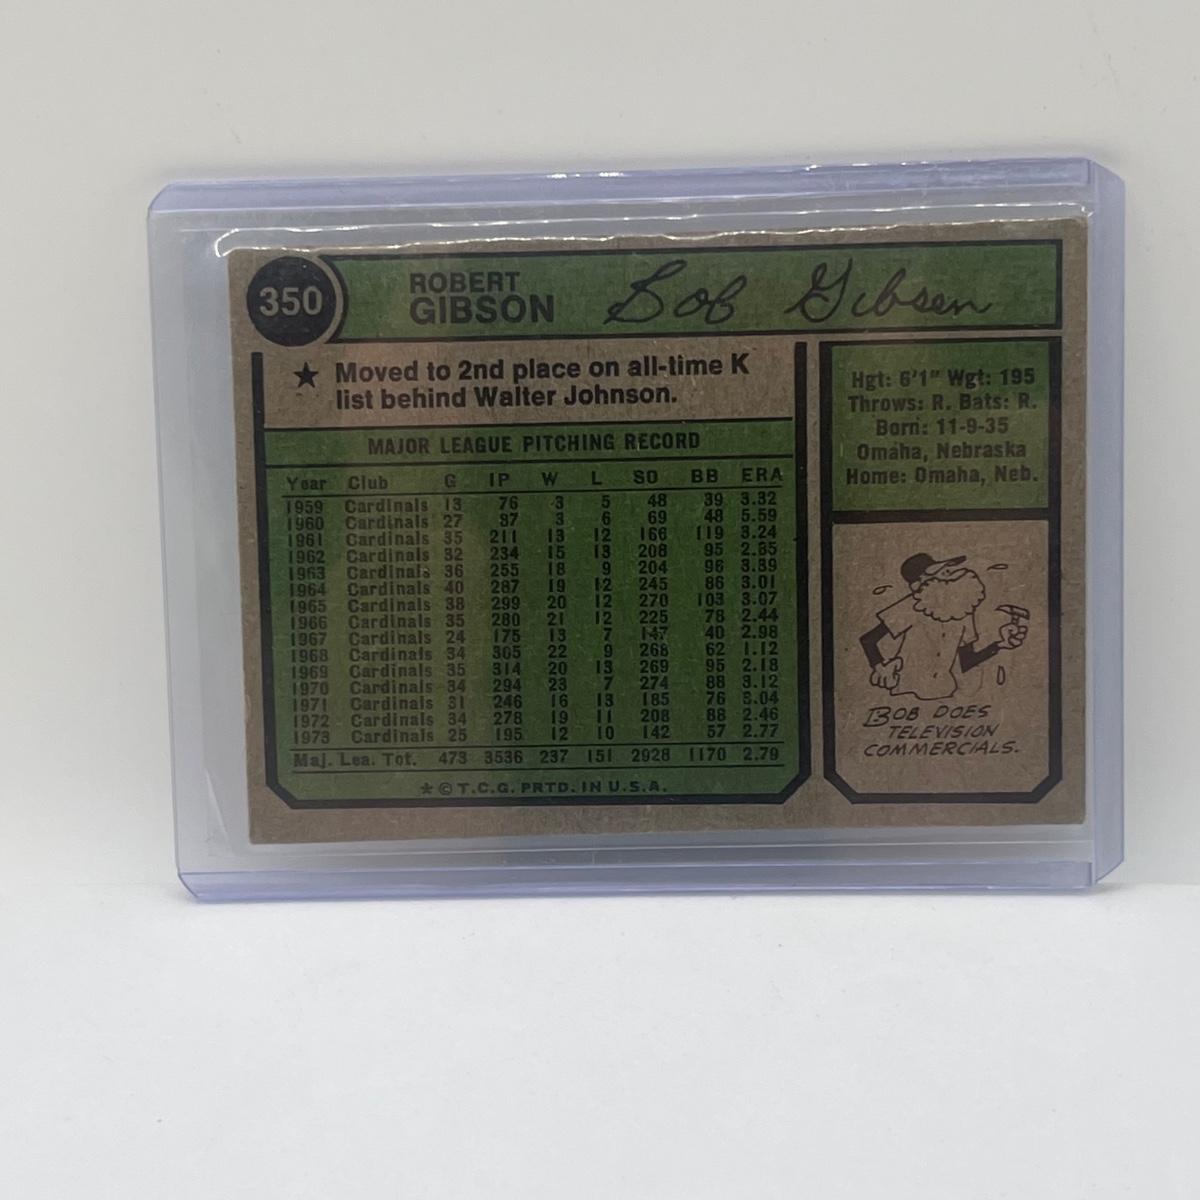 350
ROBERT
GIBSON
Bob Gibson
★ Moved to 2nd place on all-time K
list behind Walter Johnson.
MAJOR LEAGUE PITCHING RECORD
Year Club G IP W L SO BB ERA
1959 Cardinals 13 76 3 5 48 39 3.32
1960 Cardinals 27 87 3 6 69 48 5.59
1961 Cardinals 35 211 13 12 166 119 3.24
1962 Cardinals 32 234 15 13 208 95 2.85
1963 Cardinals 36 255 18 9 204 96 3.39
1964 Cardinals 40 287 19 12 245 86 3.01
1965 Cardinals 38 299 20 12 270 103 3.07
1966 Cardinals 35 280 21 12 225 78 2.44
1967 Cardinals 24 175 13 7 147 40 2.98
1968 Cardinals 34 305 22 9 268 62 1.12
1969 Cardinals 35 314 20 13 269 95 2.18
1970 Cardinals 34 294 23 7 274 88 3.12
1971 Cardinals 31 246 16 13 185 76 3.04
1972 Cardinals 34 278 19 11 208 88 2.46
1973 Cardinals 25 195 12 10 142 57 2.77
Maj. Lea. Tot. 473 3536 237 151 2928 1170 2.79
★ © T.C.G. PRTD. IN U.S.A.
Hgt: 6'1" Wgt: 195
Throws: R. Bats: R.
Born: 11-9-35
Omaha, Nebraska
Home: Omaha, Neb.
BOB DOES
TELEVISION
COMMERCIALS.